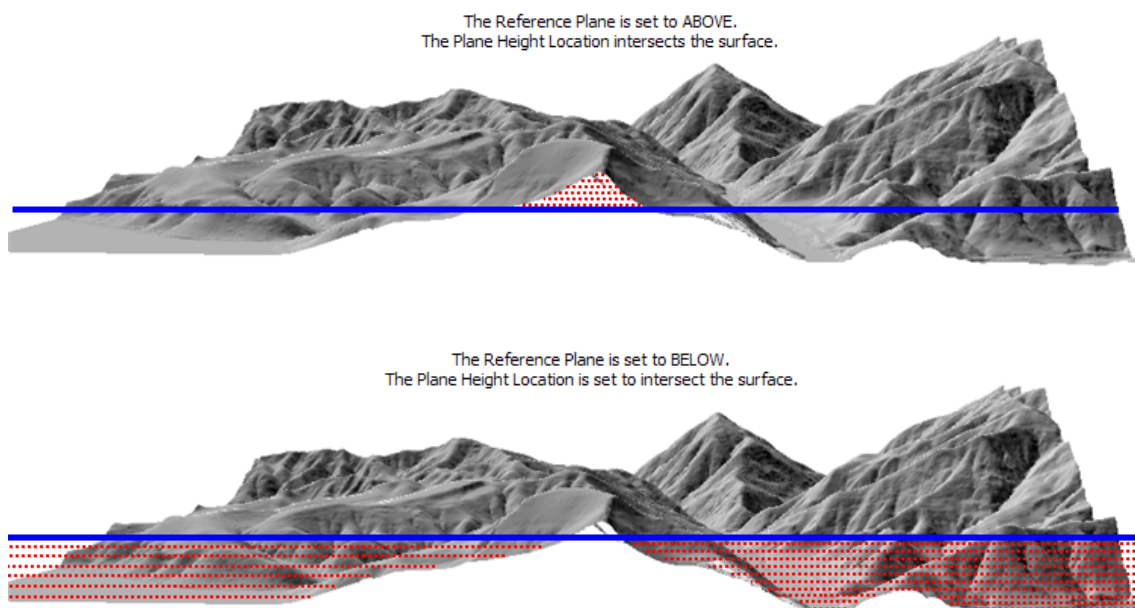 The Reference Plane is set to ABOVE.
The Plane Height Location intersects the surface.
The Reference Plane is set to BELOW.
The Plane Height Location is set to intersect the surface.